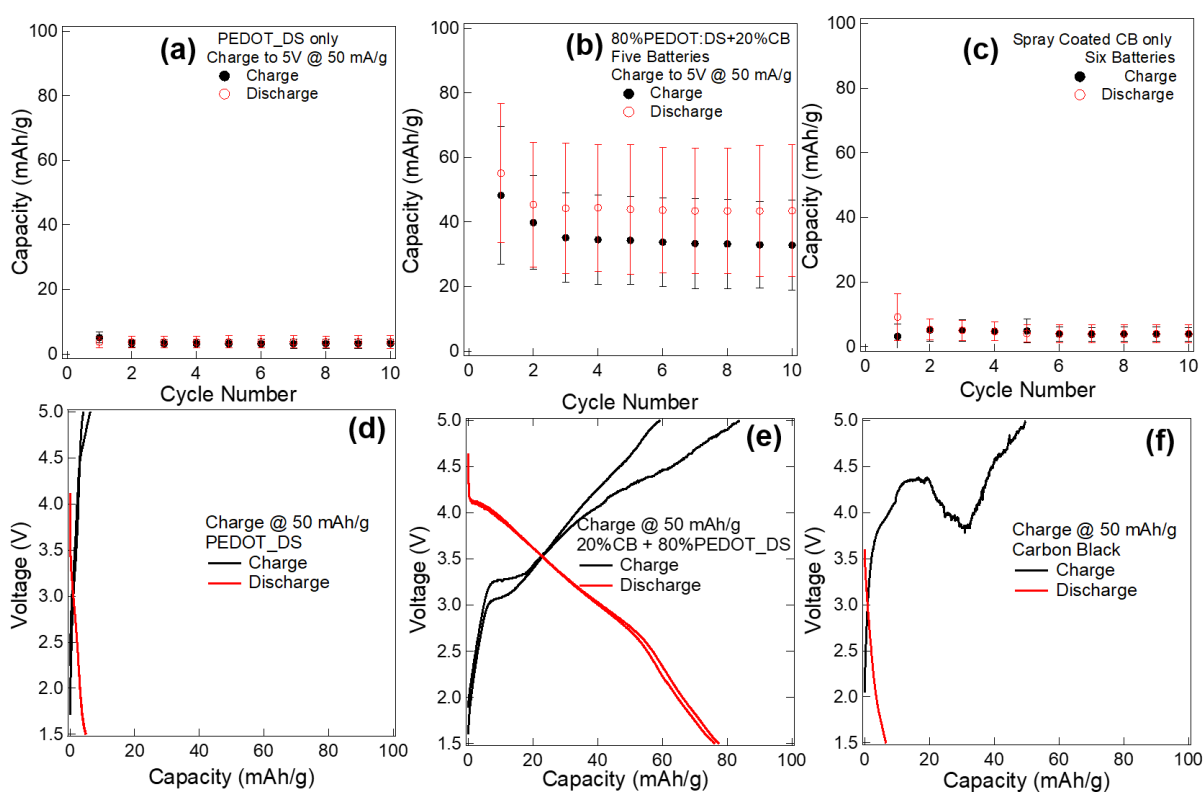 (a)
PEDOT_DS only
Charge to 5V @ 50 mA/g
Charge
Discharge
100
80
60
40
20
0
Capacity (mAh/g)
0 2 4 6 8 10
Cycle Number
(b)
80%PEDOT:DS+20%CB
Five Batteries
Charge to 5V @ 50 mA/g
Charge
Discharge
100
80
60
40
20
0
Capacity (mAh/g)
0 2 4 6 8 10
Cycle Number
(c)
Spray Coated CB only
Six Batteries
Charge
Discharge
100
80
60
40
20
0
Capacity (mAh/g)
0 2 4 6 8 10
Cycle Number
(d)
Charge @ 50 mAh/g
PEDOT_DS
Charge
Discharge
5.0
4.5
4.0
3.5
3.0
2.5
2.0
1.5
Voltage (V)
0 20 40 60 80 100
Capacity (mAh/g)
(e)
Charge @ 50 mAh/g
20%CB + 80%PEDOT_DS
Charge
Discharge
5.0
4.5
4.0
3.5
3.0
2.5
2.0
1.5
Voltage (V)
0 20 40 60 80 100
Capacity (mAh/g)
(f)
Charge @ 50 mAh/g
Carbon Black
Charge
Discharge
5.0
4.5
4.0
3.5
3.0
2.5
2.0
1.5
Voltage (V)
0 20 40 60 80 100
Capacity (mAh/g)